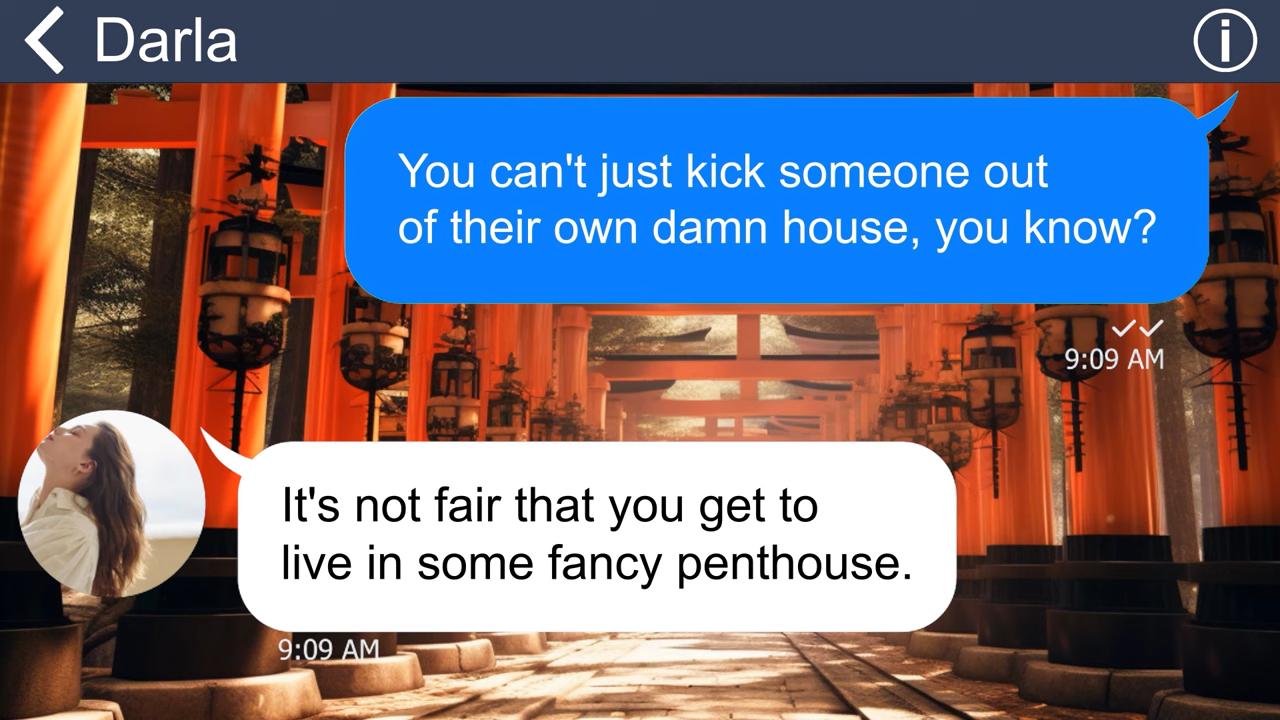 Darla
You can't just kick someone out
of their own damn house, you know?
9:09 AM
It's not fair that you get to
live in some fancy penthouse.
9:09 AM